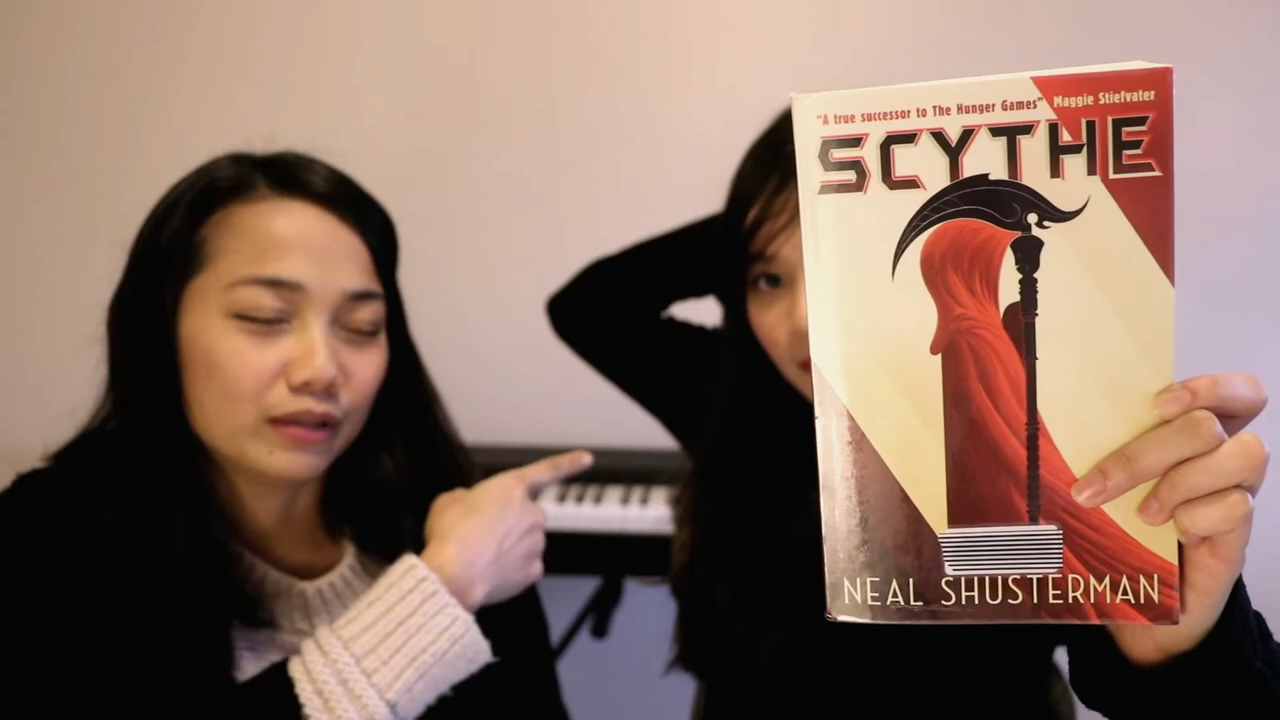 "A true successor to The Hunger Games" Maggie Stiefvater
SCYTHE
NEAL SHUSTERMAN